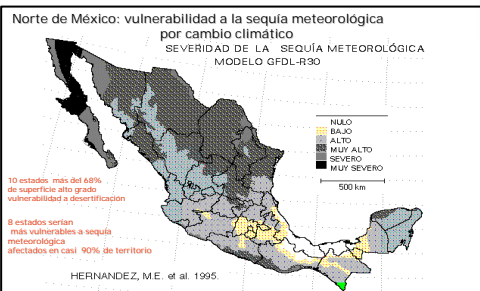 Norte de México: vulnerabilidad a la sequía meteorológica
por cambio climático
SEVERIDAD DE LA SEQUÍA METEOROLÓGICA
MODELO GFDL-R30
NULO
BAJO
ALTO
MUY ALTO
SEVERO
MUY SEVERO
500 km
10 estados más del 68%
de superficie alto grado
vulnerabilidad a desertificación
8 estados serían
más vulnerables a sequía
meteorológica
afectados en casi 90% de territorio
HERNANDEZ, M.E. et al. 1995.